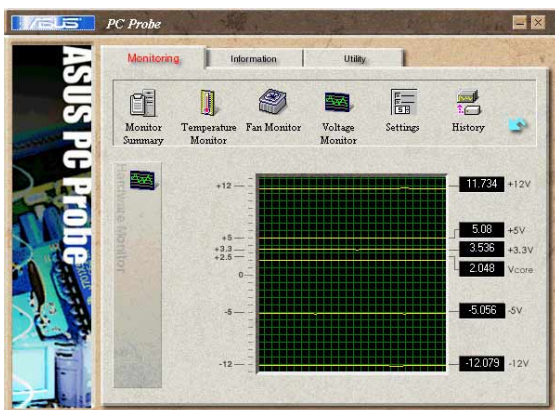 ASUS PC Probe
Monitoring Information Utility
Monitor Summary
Temperature Monitor
Fan Monitor
Voltage Monitor
Settings
History
ASUS PC Probe
Hardware Monitor
+12
+5
+3.3
+2.5
0
-5
-12
11.734 +12V
5.08 +5V
3.536 +3.3V
2.048 Vcore
-5.056 -5V
-12.079 -12V